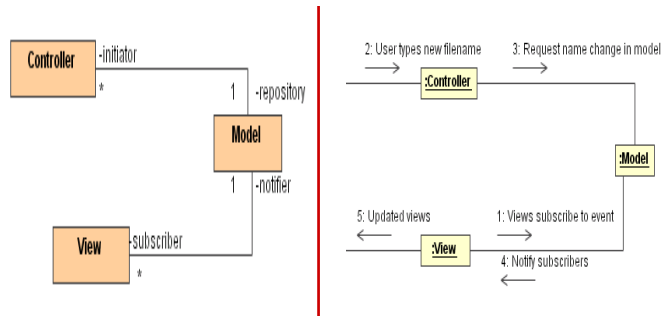 Controller
-initiator
*
1
-repository
Model
1
-notifier
View
-subscriber
*
2: User types new filename
3: Request name change in model
:Controller
:Model
5: Updated views
1: Views subscribe to event
:View
4: Notify subscribers